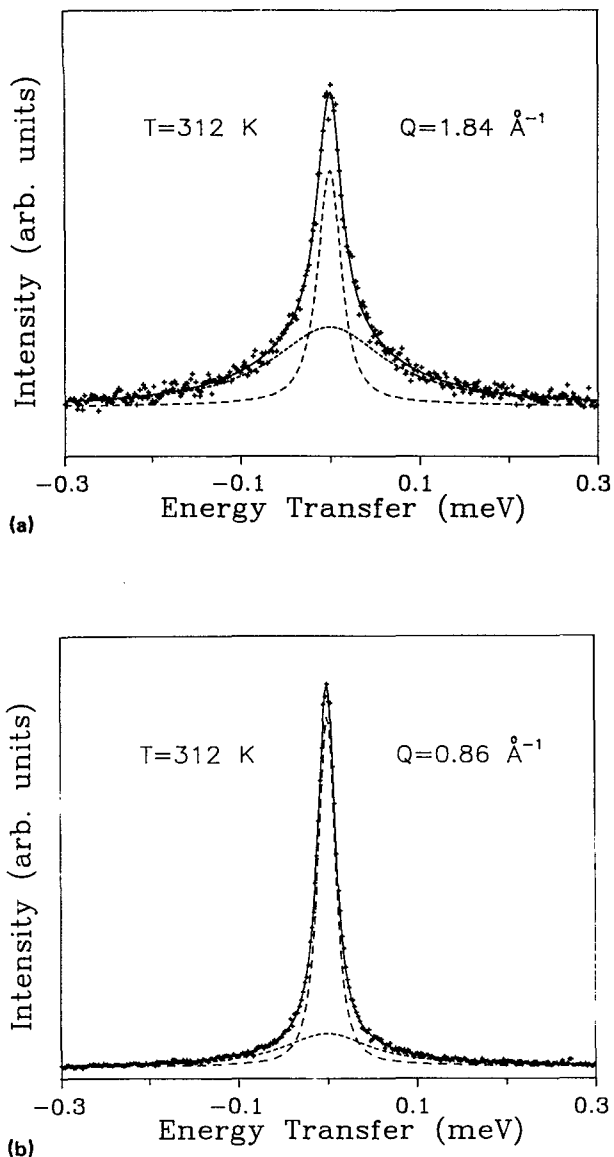 Intensity (arb. units)
T=312 K Q=1.84 Å⁻¹
−0.3 −0.1 0.1 0.3
Energy Transfer (meV)
(a)
Intensity (arb. units)
T=312 K Q=0.86 Å⁻¹
−0.3 −0.1 0.1 0.3
Energy Transfer (meV)
(b)